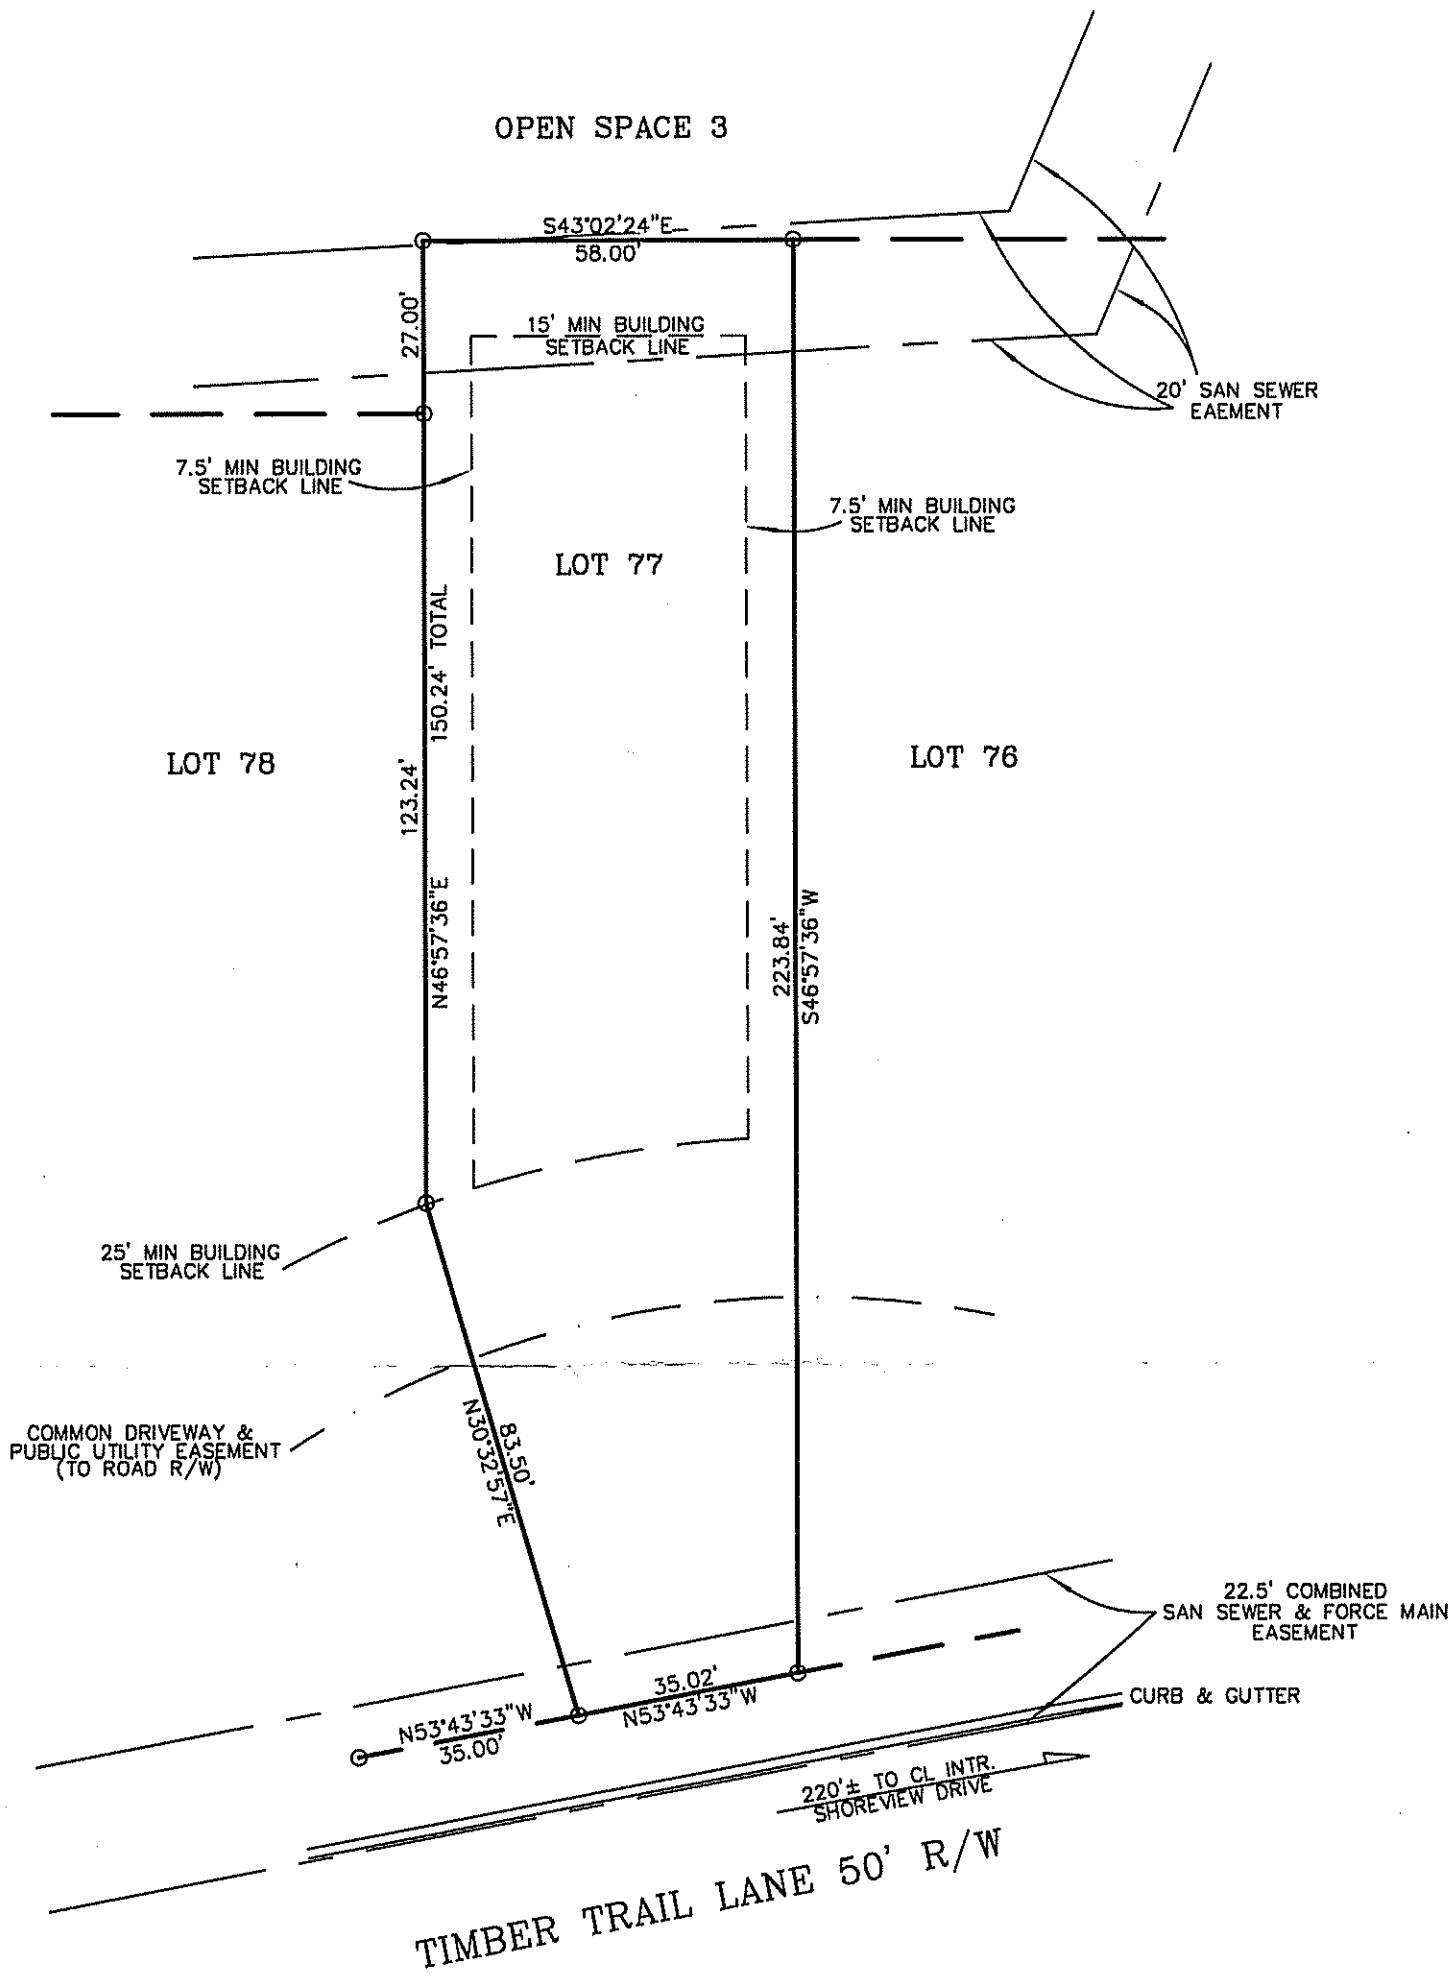 OPEN SPACE 3
S43°02'24"E
58.00'
27.00'
15' MIN BUILDING
SETBACK LINE
20' SAN SEWER
EAEMENT
7.5' MIN BUILDING
SETBACK LINE
7.5' MIN BUILDING
SETBACK LINE
LOT 77
150.24' TOTAL
123.24'
LOT 78
LOT 76
N46°57'36"E
223.84'
S46°57'36"W
25' MIN BUILDING
SETBACK LINE
COMMON DRIVEWAY &
PUBLIC UTILITY EASEMENT
(TO ROAD R/W)
83.50'
N30°32'57"E
22.5' COMBINED
SAN SEWER & FORCE MAIN
EASEMENT
35.02'
N53°43'33"W
N53°43'33"W
35.00'
CURB & GUTTER
220'± TO CL INTR.
SHOREVIEW DRIVE
TIMBER TRAIL LANE 50' R/W